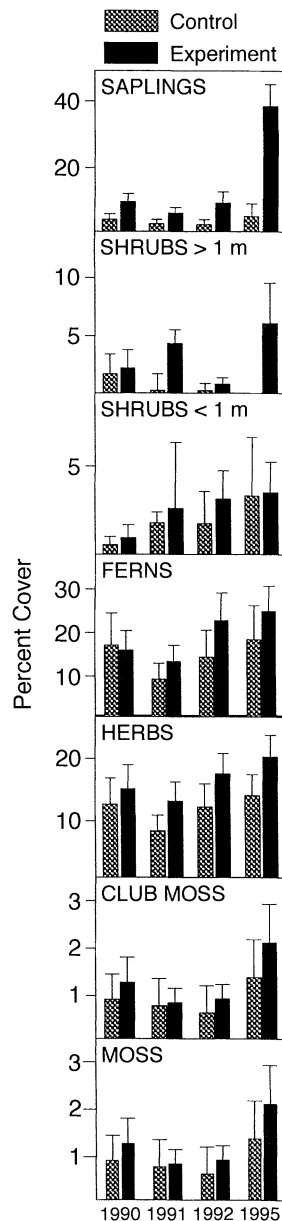 Control
Experiment
SAPLINGS
40
20
SHRUBS > 1 m
10
5
SHRUBS < 1 m
5
Percent Cover
FERNS
30
20
10
HERBS
20
10
CLUB MOSS
3
2
1
MOSS
3
2
1
1990 1991 1992 1995